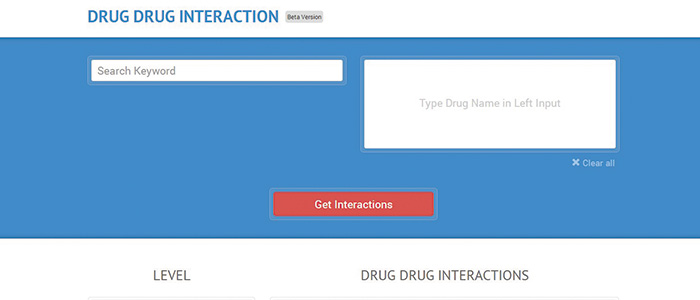 DRUG DRUG INTERACTION Beta Version
Search Keyword
Type Drug Name in Left Input
✖ Clear all
Get Interactions
LEVEL
DRUG DRUG INTERACTIONS